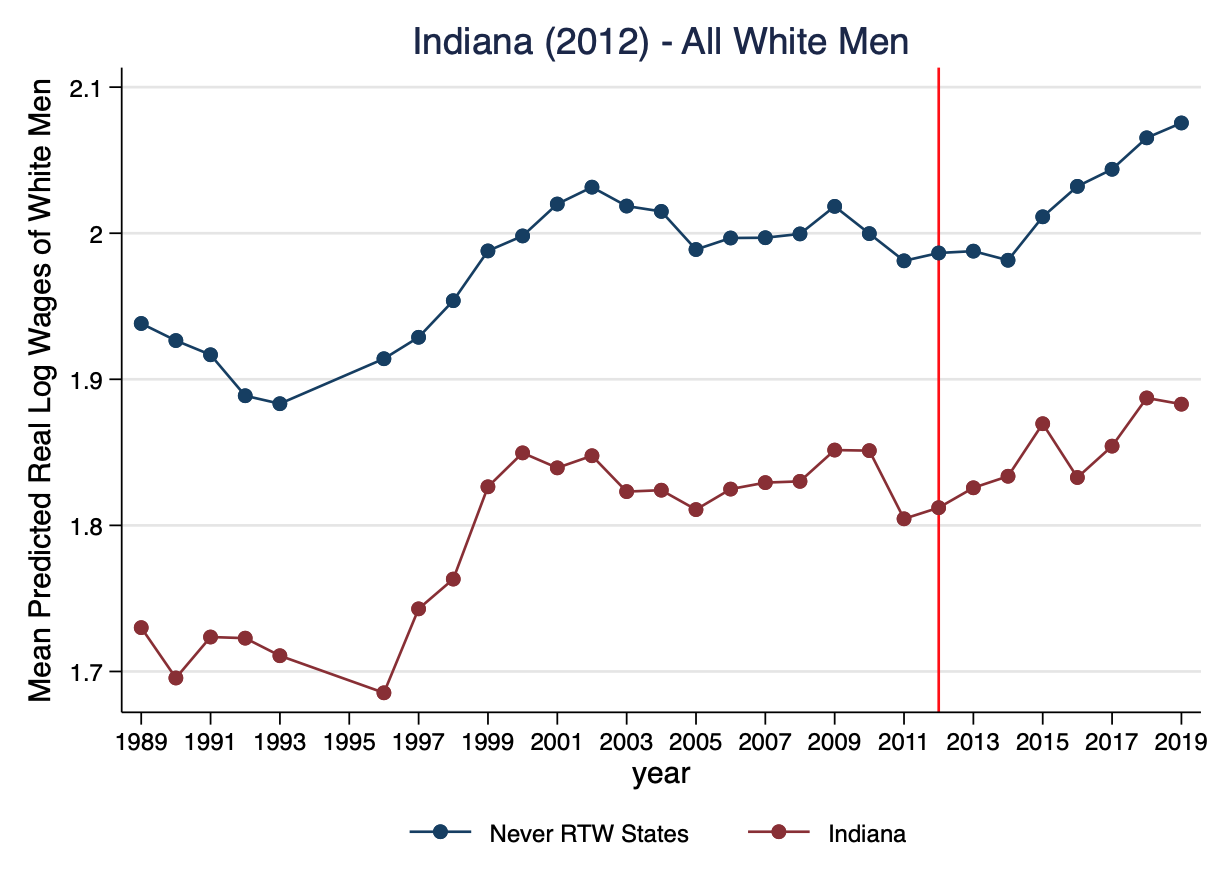 Indiana (2012) - All White Men
Mean Predicted Real Log Wages of White Men
2.1
2
1.9
1.8
1.7
1989 1991 1993 1995 1997 1999 2001 2003 2005 2007 2009 2011 2013 2015 2017 2019
year
Never RTW States Indiana